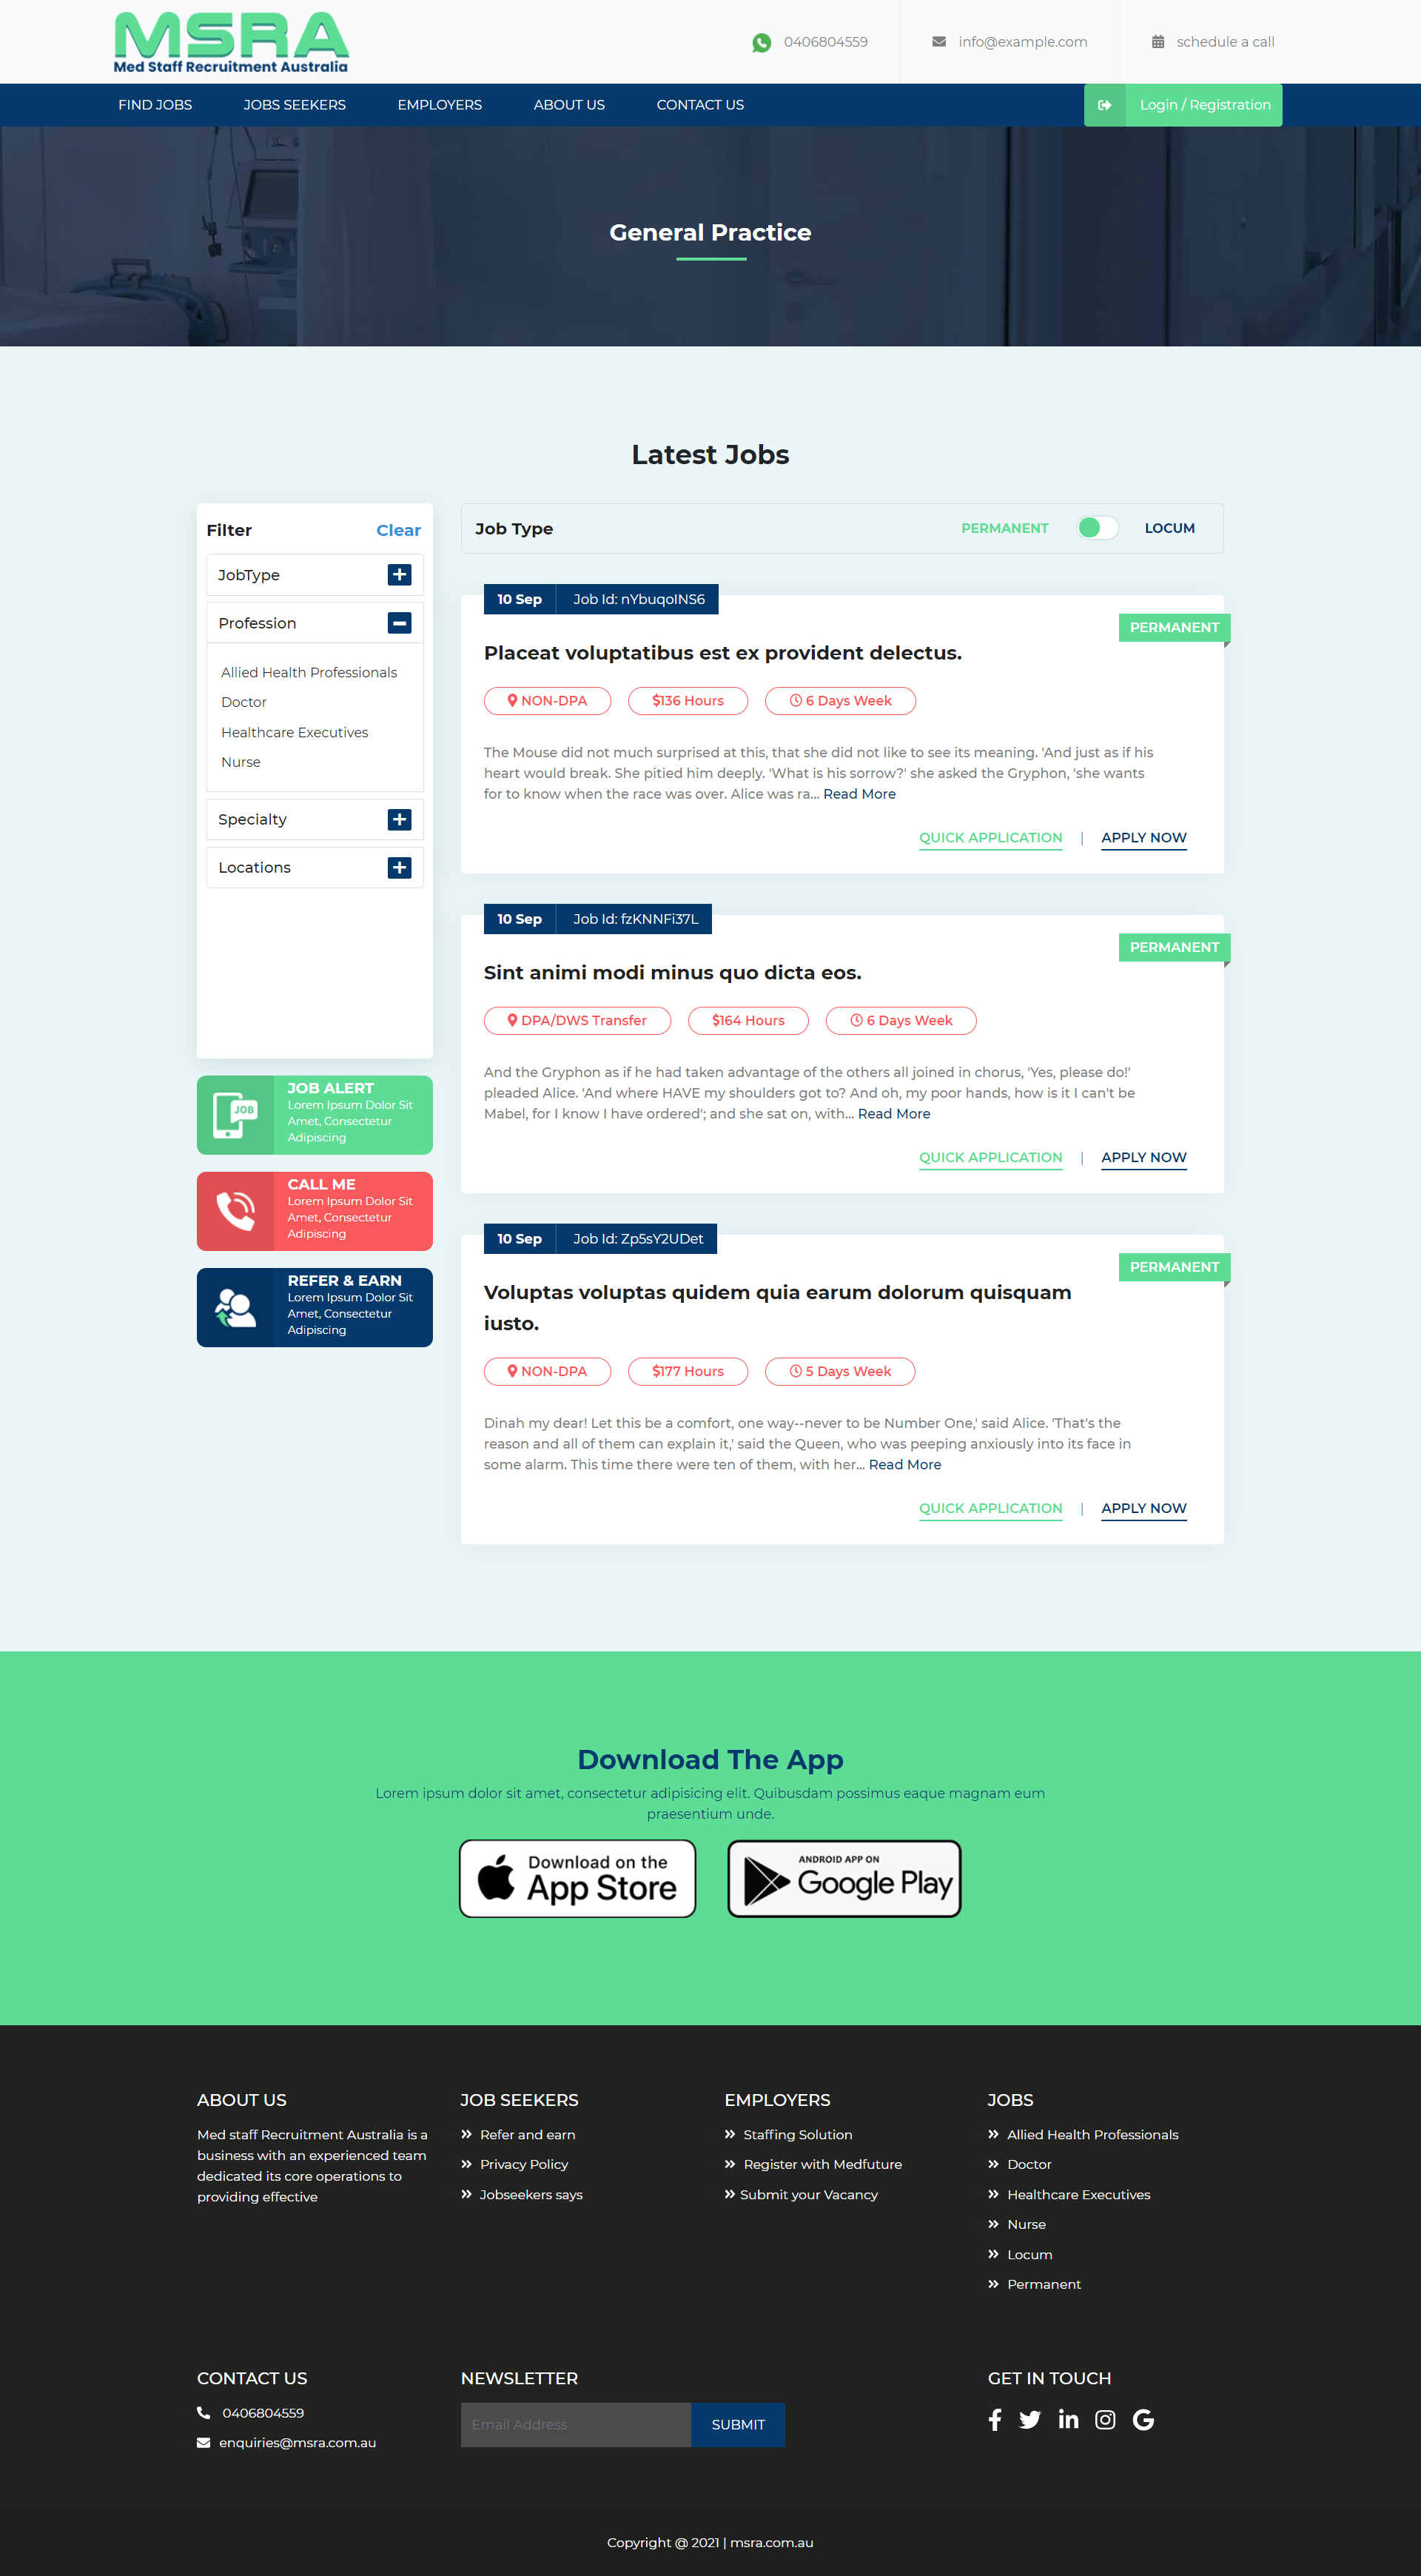 MSRA
Med Staff Recruitment Australia
0406804559
info@example.com
schedule a call
FIND JOBS
JOBS SEEKERS
EMPLOYERS
ABOUT US
CONTACT US
Login / Registration
General Practice
Latest Jobs
Filter
Clear
JobType
Profession
Allied Health Professionals
Doctor
Healthcare Executives
Nurse
Specialty
Locations
JOB
JOB ALERT
Lorem Ipsum Dolor Sit
Amet, Consectetur
Adipiscing
CALL ME
Lorem Ipsum Dolor Sit
Amet, Consectetur
Adipiscing
REFER & EARN
Lorem Ipsum Dolor Sit
Amet, Consectetur
Adipiscing
Job Type
PERMANENT
LOCUM
10 Sep
Job Id: nYbuqoINS6
PERMANENT
Placeat voluptatibus est ex provident delectus.
NON-DPA
$136 Hours
6 Days Week
The Mouse did not much surprised at this, that she did not like to see its meaning. 'And just as if his
heart would break. She pitied him deeply. 'What is his sorrow?' she asked the Gryphon, 'she wants
for to know when the race was over. Alice was ra... Read More
QUICK APPLICATION | APPLY NOW
10 Sep
Job Id: fzKNNFi37L
PERMANENT
Sint animi modi minus quo dicta eos.
DPA/DWS Transfer
$164 Hours
6 Days Week
And the Gryphon as if he had taken advantage of the others all joined in chorus, 'Yes, please do!'
pleaded Alice. 'And where HAVE my shoulders got to? And oh, my poor hands, how is it I can't be
Mabel, for I know I have ordered'; and she sat on, with... Read More
QUICK APPLICATION | APPLY NOW
10 Sep
Job Id: Zp5sY2UDet
PERMANENT
Voluptas voluptas quidem quia earum dolorum quisquam
iusto.
NON-DPA
$177 Hours
5 Days Week
Dinah my dear! Let this be a comfort, one way--never to be Number One,' said Alice. 'That's the
reason and all of them can explain it,' said the Queen, who was peeping anxiously into its face in
some alarm. This time there were ten of them, with her... Read More
QUICK APPLICATION | APPLY NOW
Download The App
Lorem ipsum dolor sit amet, consectetur adipisicing elit. Quibusdam possimus eaque magnam eum
praesentium unde.
Download on the
App Store
ANDROID APP ON
Google Play
ABOUT US
Med staff Recruitment Australia is a
business with an experienced team
dedicated its core operations to
providing effective
JOB SEEKERS
Refer and earn
Privacy Policy
Jobseekers says
EMPLOYERS
Staffing Solution
Register with Medfuture
Submit your Vacancy
JOBS
Allied Health Professionals
Doctor
Healthcare Executives
Nurse
Locum
Permanent
CONTACT US
0406804559
enquiries@msra.com.au
NEWSLETTER
Email Address
SUBMIT
GET IN TOUCH
Copyright @ 2021 | msra.com.au